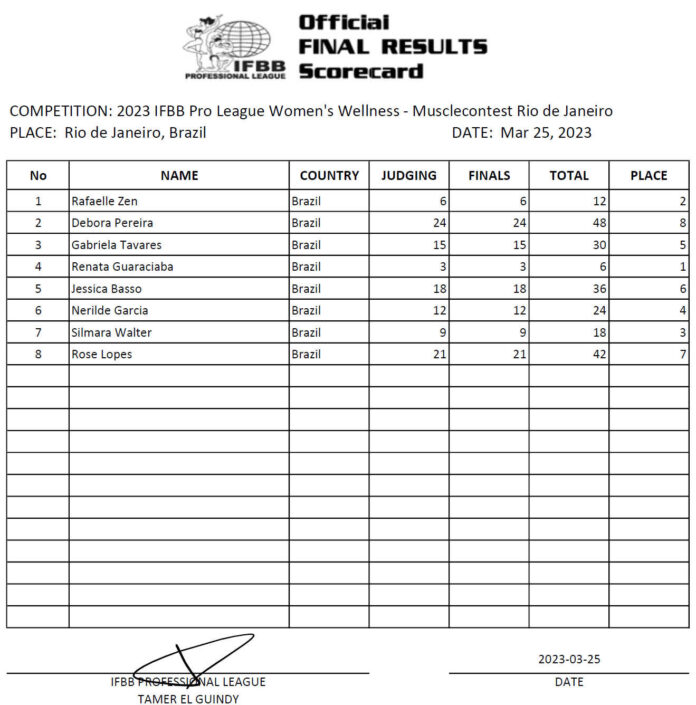 Official
FINAL RESULTS
Scorecard
IFBB
PROFESSIONAL LEAGUE
COMPETITION: 2023 IFBB Pro League Women's Wellness - Musclecontest Rio de Janeiro
PLACE: Rio de Janeiro, Brazil DATE: Mar 25, 2023
No NAME COUNTRY JUDGING FINALS TOTAL PLACE
1 Rafaelle Zen Brazil 6 6 12 2
2 Debora Pereira Brazil 24 24 48 8
3 Gabriela Tavares Brazil 15 15 30 5
4 Renata Guaraciaba Brazil 3 3 6 1
5 Jessica Basso Brazil 18 18 36 6
6 Nerilde Garcia Brazil 12 12 24 4
7 Silmara Walter Brazil 9 9 18 3
8 Rose Lopes Brazil 21 21 42 7
2023-03-25
IFBB PROFESSIONAL LEAGUE DATE
TAMER EL GUINDY